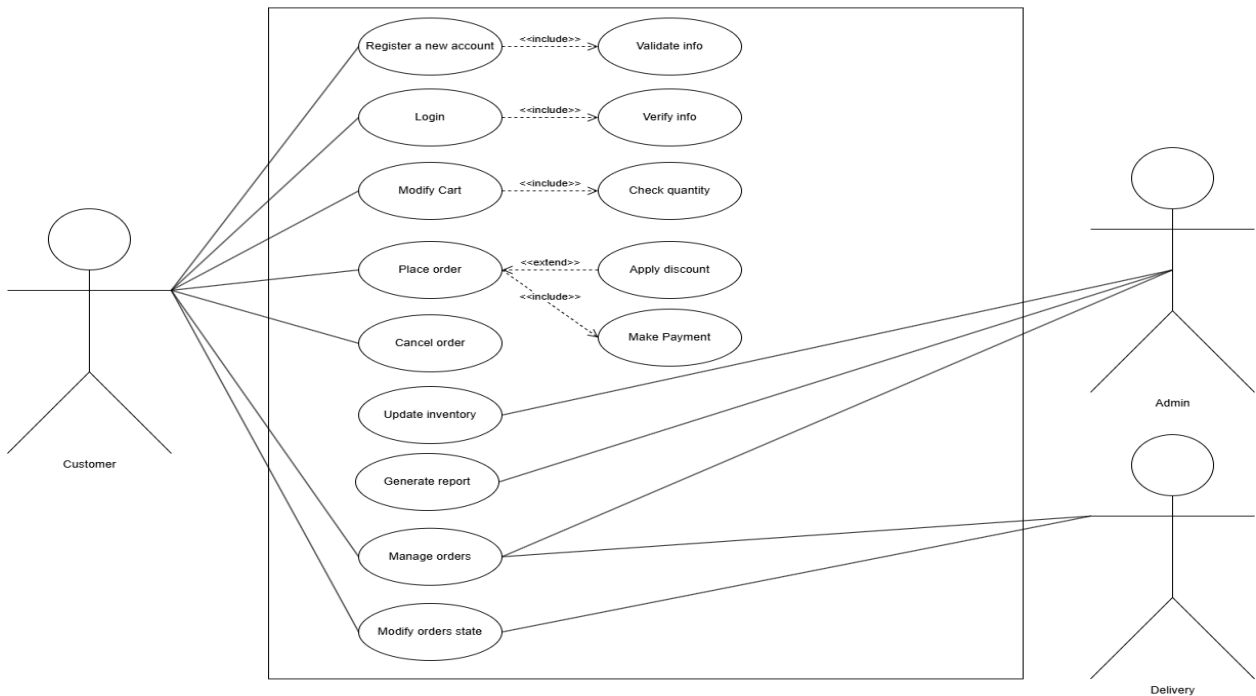 Register a new account
<<include>>
Validate info
Login
<<include>>
Verify info
Modify Cart
<<include>>
Check quantity
Place order
<<extend>>
Apply discount
<<include>>
Make Payment
Cancel order
Update inventory
Admin
Customer
Generate report
Manage orders
Modify orders state
Delivery